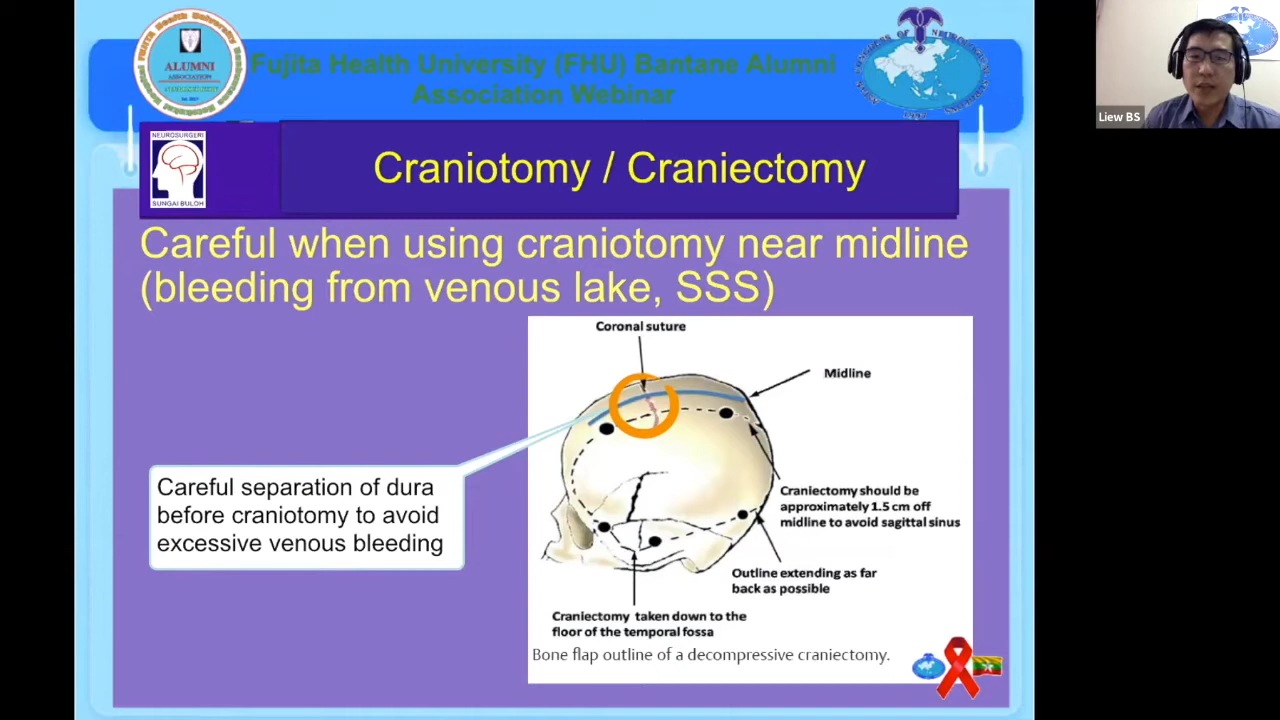 Fujita Health University (FHU) Bantane Alumni
Association Webinar
ALUMNI
ASSOCIATION
NEUROSURGERI
SUNGAI BULOH
Craniotomy / Craniectomy
Liew BS
Careful when using craniotomy near midline
(bleeding from venous lake, SSS)
Coronal suture
Midline
Careful separation of dura
before craniotomy to avoid
excessive venous bleeding
Craniectomy should be
approximately 1.5 cm off
midline to avoid sagittal sinus
Outline extending as far
back as possible
Craniectomy taken down to the
floor of the temporal fossa
Bone flap outline of a decompressive craniectomy.